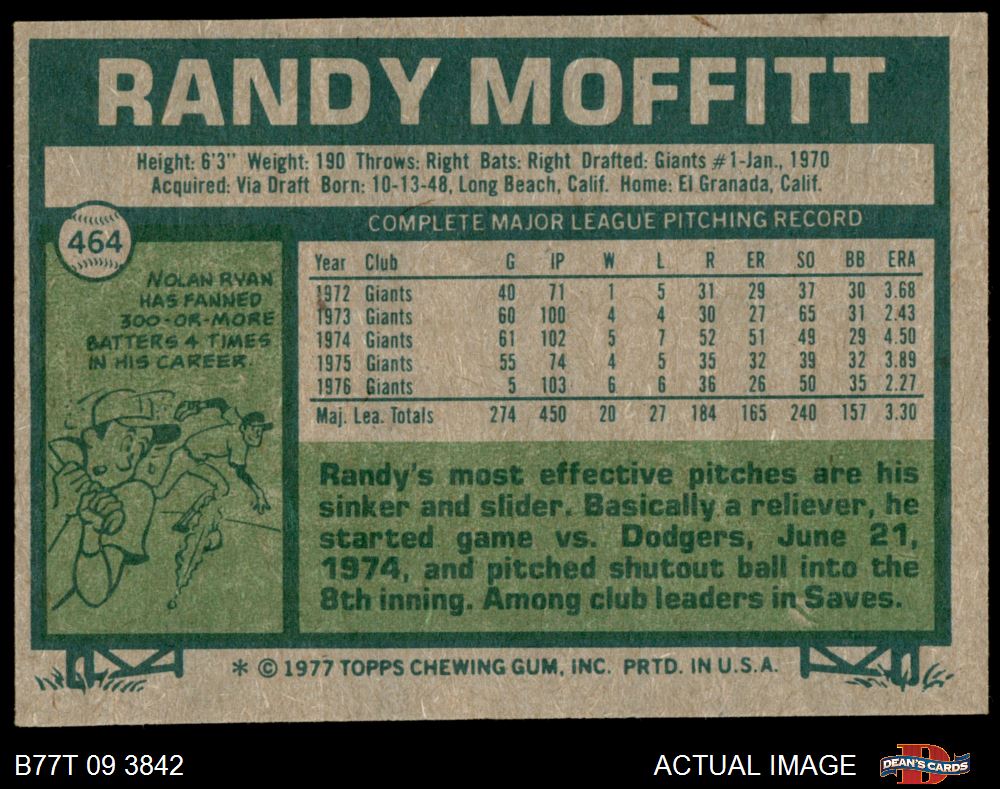 RANDY MOFFITT
Height: 6'3" Weight: 190 Throws: Right Bats: Right Drafted: Giants #1-Jan., 1970
Acquired: Via Draft Born: 10-13-48, Long Beach, Calif. Home: El Granada, Calif.
COMPLETE MAJOR LEAGUE PITCHING RECORD
464
NOLAN RYAN
HAS FANNED
300-OR-MORE
BATTERS 4 TIMES
IN HIS CAREER.
Year Club G IP W L R ER SO BB ERA
1972 Giants 40 71 1 5 31 29 37 30 3.68
1973 Giants 60 100 4 4 30 27 65 31 2.43
1974 Giants 61 102 5 7 52 51 49 29 4.50
1975 Giants 55 74 4 5 35 32 39 32 3.89
1976 Giants 5 103 6 6 36 26 50 35 2.27
Maj. Lea. Totals 274 450 20 27 184 165 240 157 3.30
Randy's most effective pitches are his
sinker and slider. Basically a reliever, he
started game vs. Dodgers, June 21,
1974, and pitched shutout ball into the
8th inning. Among club leaders in Saves.
* © 1977 TOPPS CHEWING GUM, INC. PRTD. IN U.S.A.
B77T 09 3842
ACTUAL IMAGE
D
DEAN'S CARDS